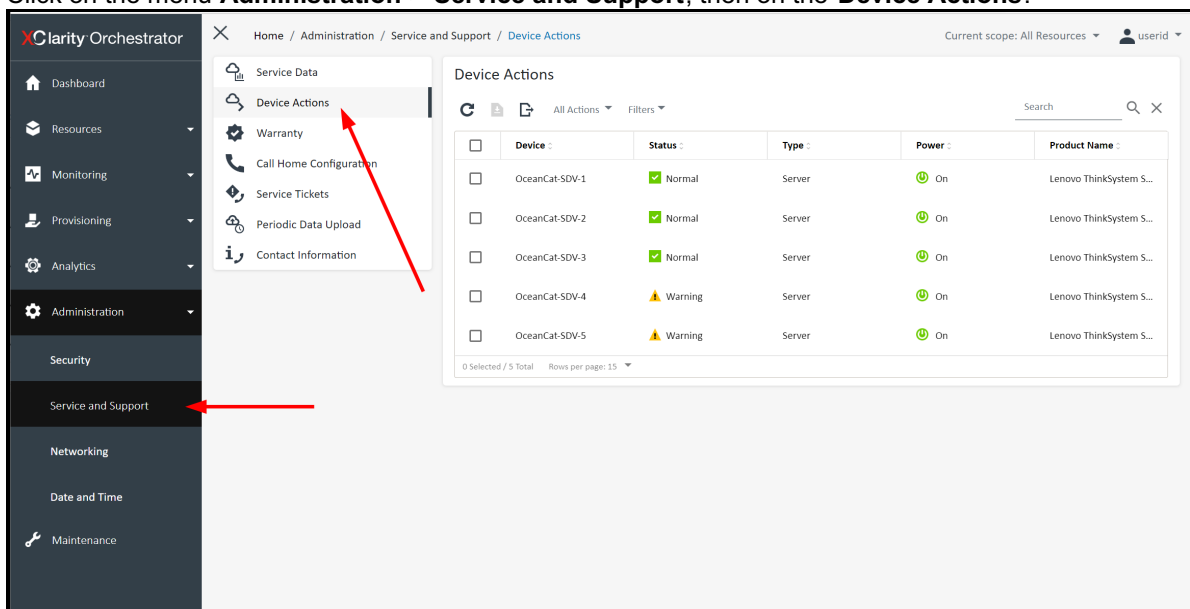 Click on the menu Administration – Service and Support, then on the Device Actions:
XClarity Orchestrator
Home / Administration / Service and Support / Device Actions
Current scope: All Resources
userid
Dashboard
Resources
Monitoring
Provisioning
Analytics
Administration
Security
Service and Support
Networking
Date and Time
Maintenance
Service Data
Device Actions
Warranty
Call Home Configuration
Service Tickets
Periodic Data Upload
Contact Information
Device Actions
All Actions Filters Search
Device Status Type Power Product Name
OceanCat-SDV-1 Normal Server On Lenovo ThinkSystem S...
OceanCat-SDV-2 Normal Server On Lenovo ThinkSystem S...
OceanCat-SDV-3 Normal Server On Lenovo ThinkSystem S...
OceanCat-SDV-4 Warning Server On Lenovo ThinkSystem S...
OceanCat-SDV-5 Warning Server On Lenovo ThinkSystem S...
0 Selected / 5 Total Rows per page: 15